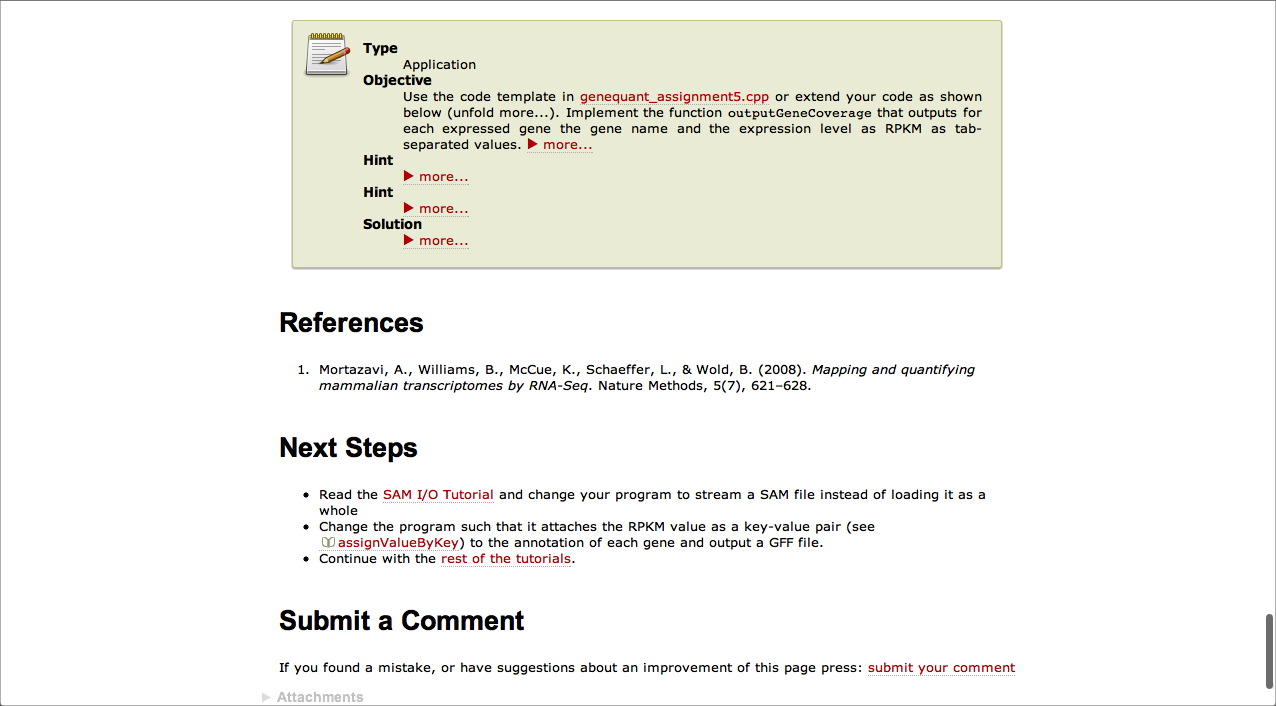 Type
Application
Objective
Use the code template in genequant_assignment5.cpp or extend your code as shown
below (unfold more...). Implement the function outputGeneCoverage that outputs for
each expressed gene the gene name and the expression level as RPKM as tab-
separated values. ▶ more...
Hint
▶ more...
Hint
▶ more...
Solution
▶ more...
References
1. Mortazavi, A., Williams, B., McCue, K., Schaeffer, L., & Wold, B. (2008). Mapping and quantifying
mammalian transcriptomes by RNA-Seq. Nature Methods, 5(7), 621–628.
Next Steps
• Read the SAM I/O Tutorial and change your program to stream a SAM file instead of loading it as a
whole
• Change the program such that it attaches the RPKM value as a key-value pair (see
assignValueByKey) to the annotation of each gene and output a GFF file.
• Continue with the rest of the tutorials.
Submit a Comment
If you found a mistake, or have suggestions about an improvement of this page press: submit your comment
▶ Attachments